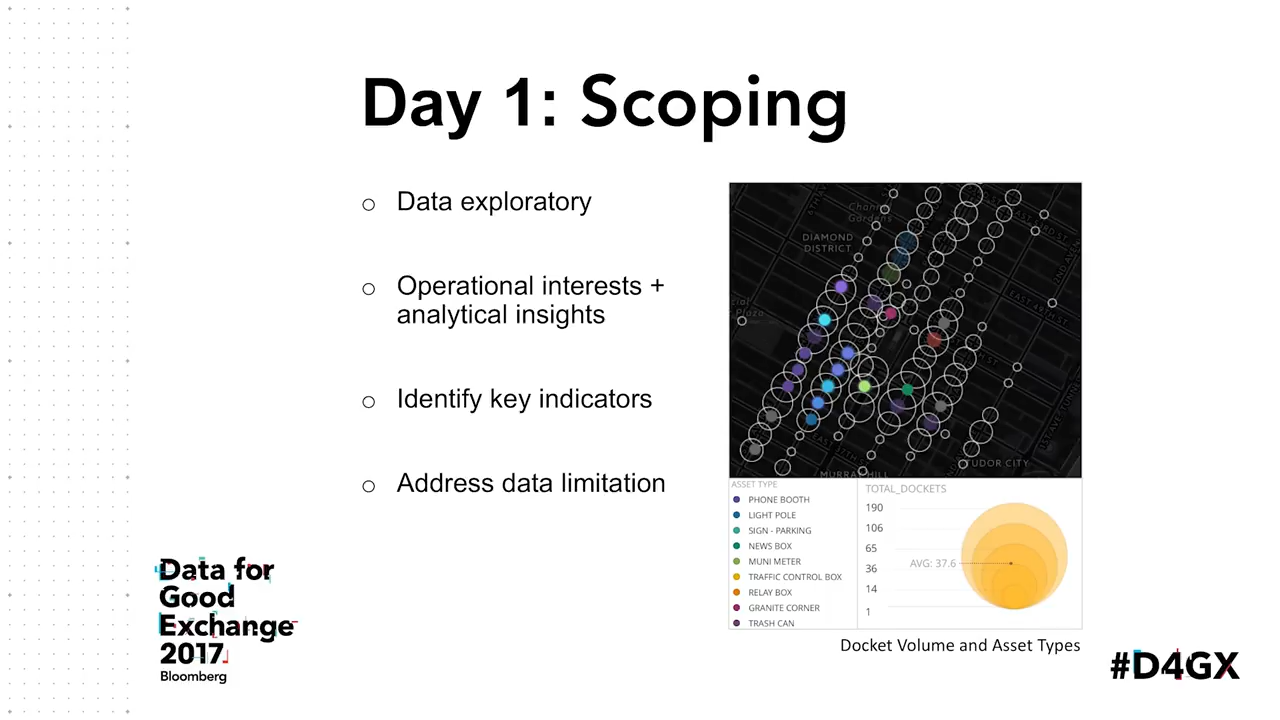 Day 1: Scoping
o Data exploratory
o Operational interests +
analytical insights
o Identify key indicators
o Address data limitation
DIAMOND
DISTRICT
EAST 49TH ST
MURRAY HILL
TUDOR CITY
ASSET TYPE
PHONE BOOTH
LIGHT POLE
SIGN - PARKING
NEWS BOX
MUNI METER
TRAFFIC CONTROL BOX
RELAY BOX
GRANITE CORNER
TRASH CAN
TOTAL_DOCKETS
190
106
65
AVG: 37.6
36
14
1
Docket Volume and Asset Types
Data for
Good
Exchange
2017
Bloomberg
#D4GX